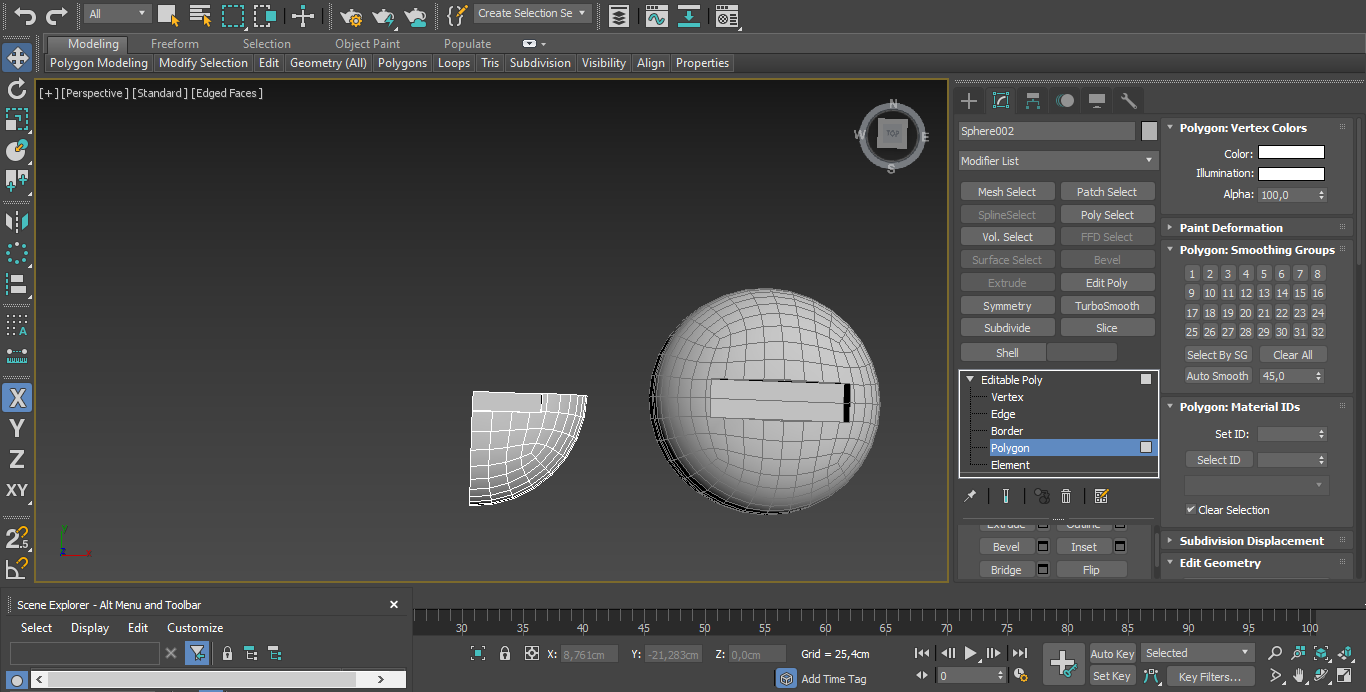 All
Create Selection Se
Modeling Freeform Selection Object Paint Populate
Polygon Modeling Modify Selection Edit Geometry (All) Polygons Loops Tris Subdivision Visibility Align Properties
[+] [Perspective ] [Standard ] [Edged Faces ]
N
W TOP E
S
Sphere002
Modifier List
Mesh Select Patch Select
SplineSelect Poly Select
Vol. Select FFD Select
Surface Select Bevel
Extrude Edit Poly
Symmetry TurboSmooth
Subdivide Slice
Shell
Editable Poly
Vertex
Edge
Border
Polygon
Element
Extrude Outline
Bevel Inset
Bridge Flip
Polygon: Vertex Colors
Color:
Illumination:
Alpha: 100,0
Paint Deformation
Polygon: Smoothing Groups
1 2 3 4 5 6 7 8
9 10 11 12 13 14 15 16
17 18 19 20 21 22 23 24
25 26 27 28 29 30 31 32
Select By SG Clear All
Auto Smooth 45,0
Polygon: Material IDs
Set ID:
Select ID
Clear Selection
Subdivision Displacement
Edit Geometry
X
Y
Z
XY
2.5
y
z x
Scene Explorer - Alt Menu and Toolbar
Select Display Edit Customize
30 35 40 45 50 55 60 65 70 75 80 85 90 95 100
X: 8,761cm Y: -21,283cm Z: 0,0cm Grid = 25,4cm
Add Time Tag
0
Auto Key Selected
Set Key Key Filters...